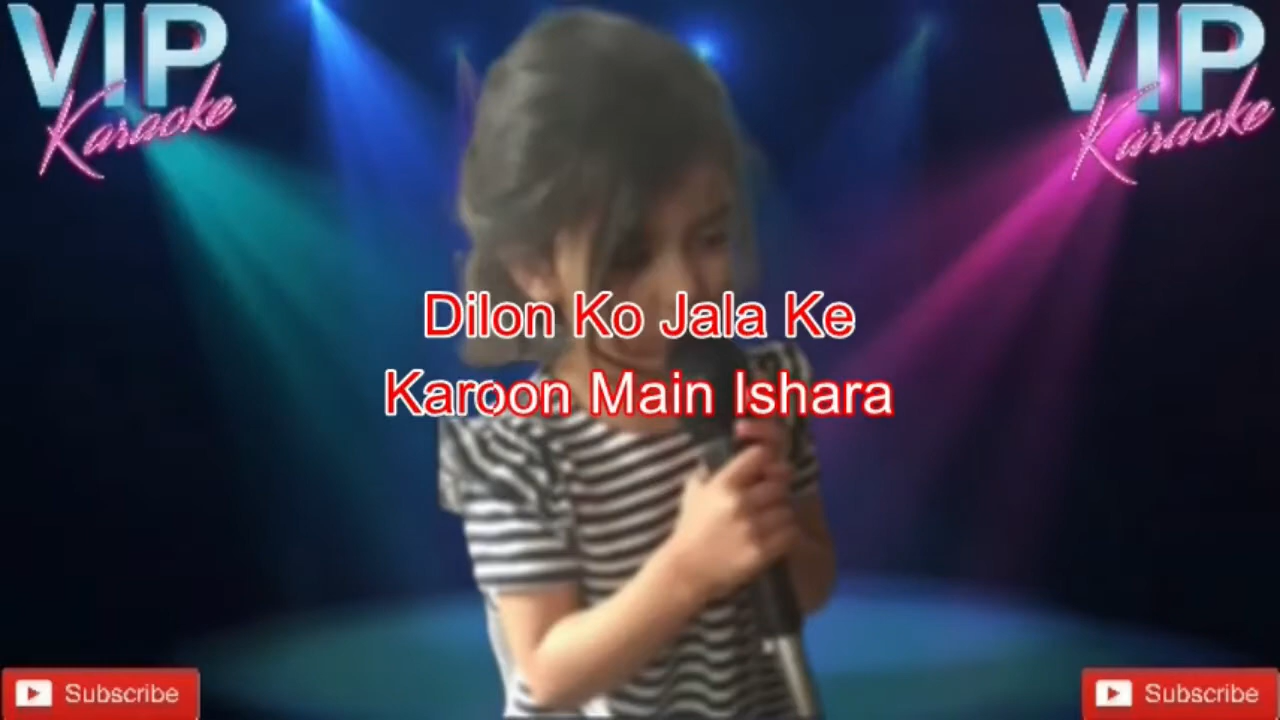 VIP
Karaoke
VIP
Karaoke
Dilon Ko Jala Ke
Karoon Main Ishara
Subscribe
Subscribe